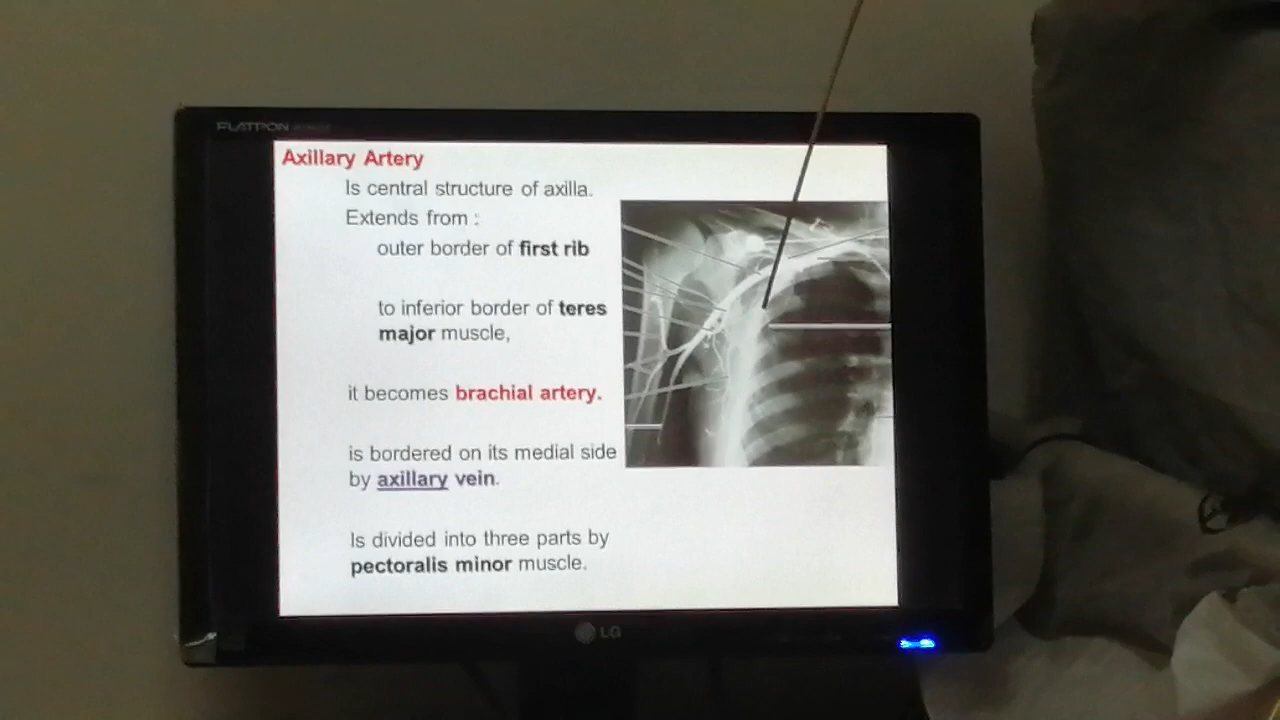 FLATRON
Axillary Artery
Is central structure of axilla.
Extends from :
outer border of first rib
to inferior border of teres
major muscle,
it becomes brachial artery.
is bordered on its medial side
by axillary vein.
Is divided into three parts by
pectoralis minor muscle.
LG